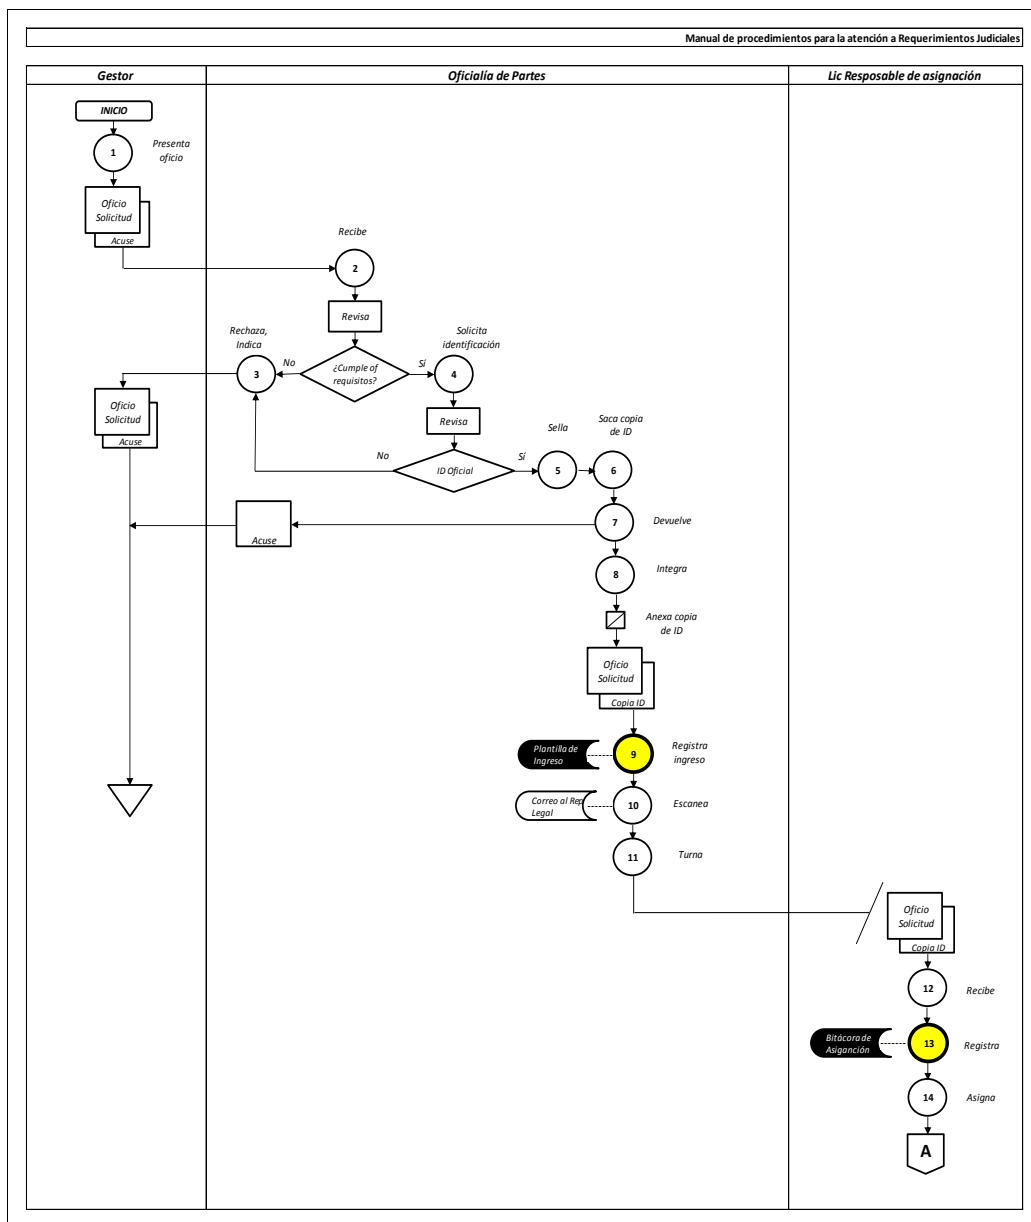 Manual de procedimientos para la atención a Requerimientos Judiciales
Gestor
Oficialía de Partes
Lic Resposable de asignación
INICIO
1
Presenta
oficio
Oficio
Solicitud
Acuse
Recibe
2
Revisa
Rechaza,
Indica
Solicita
identificación
¿Cumple of
requisitos?
No
Sí
3
4
Oficio
Solicitud
Acuse
Revisa
Sella
Saca copia
de ID
No
ID Oficial
Sí
5
6
7
Devuelve
Acuse
8
Integra
Anexa copia
de ID
Oficio
Solicitud
Copia ID
Plantilla de
Ingreso
9
Registra
ingreso
Correo al Rep
Legal
10
Escanea
11
Turna
Oficio
Solicitud
Copia ID
12
Recibe
Bitácora de
Asigancción
13
Registra
14
Asigna
A